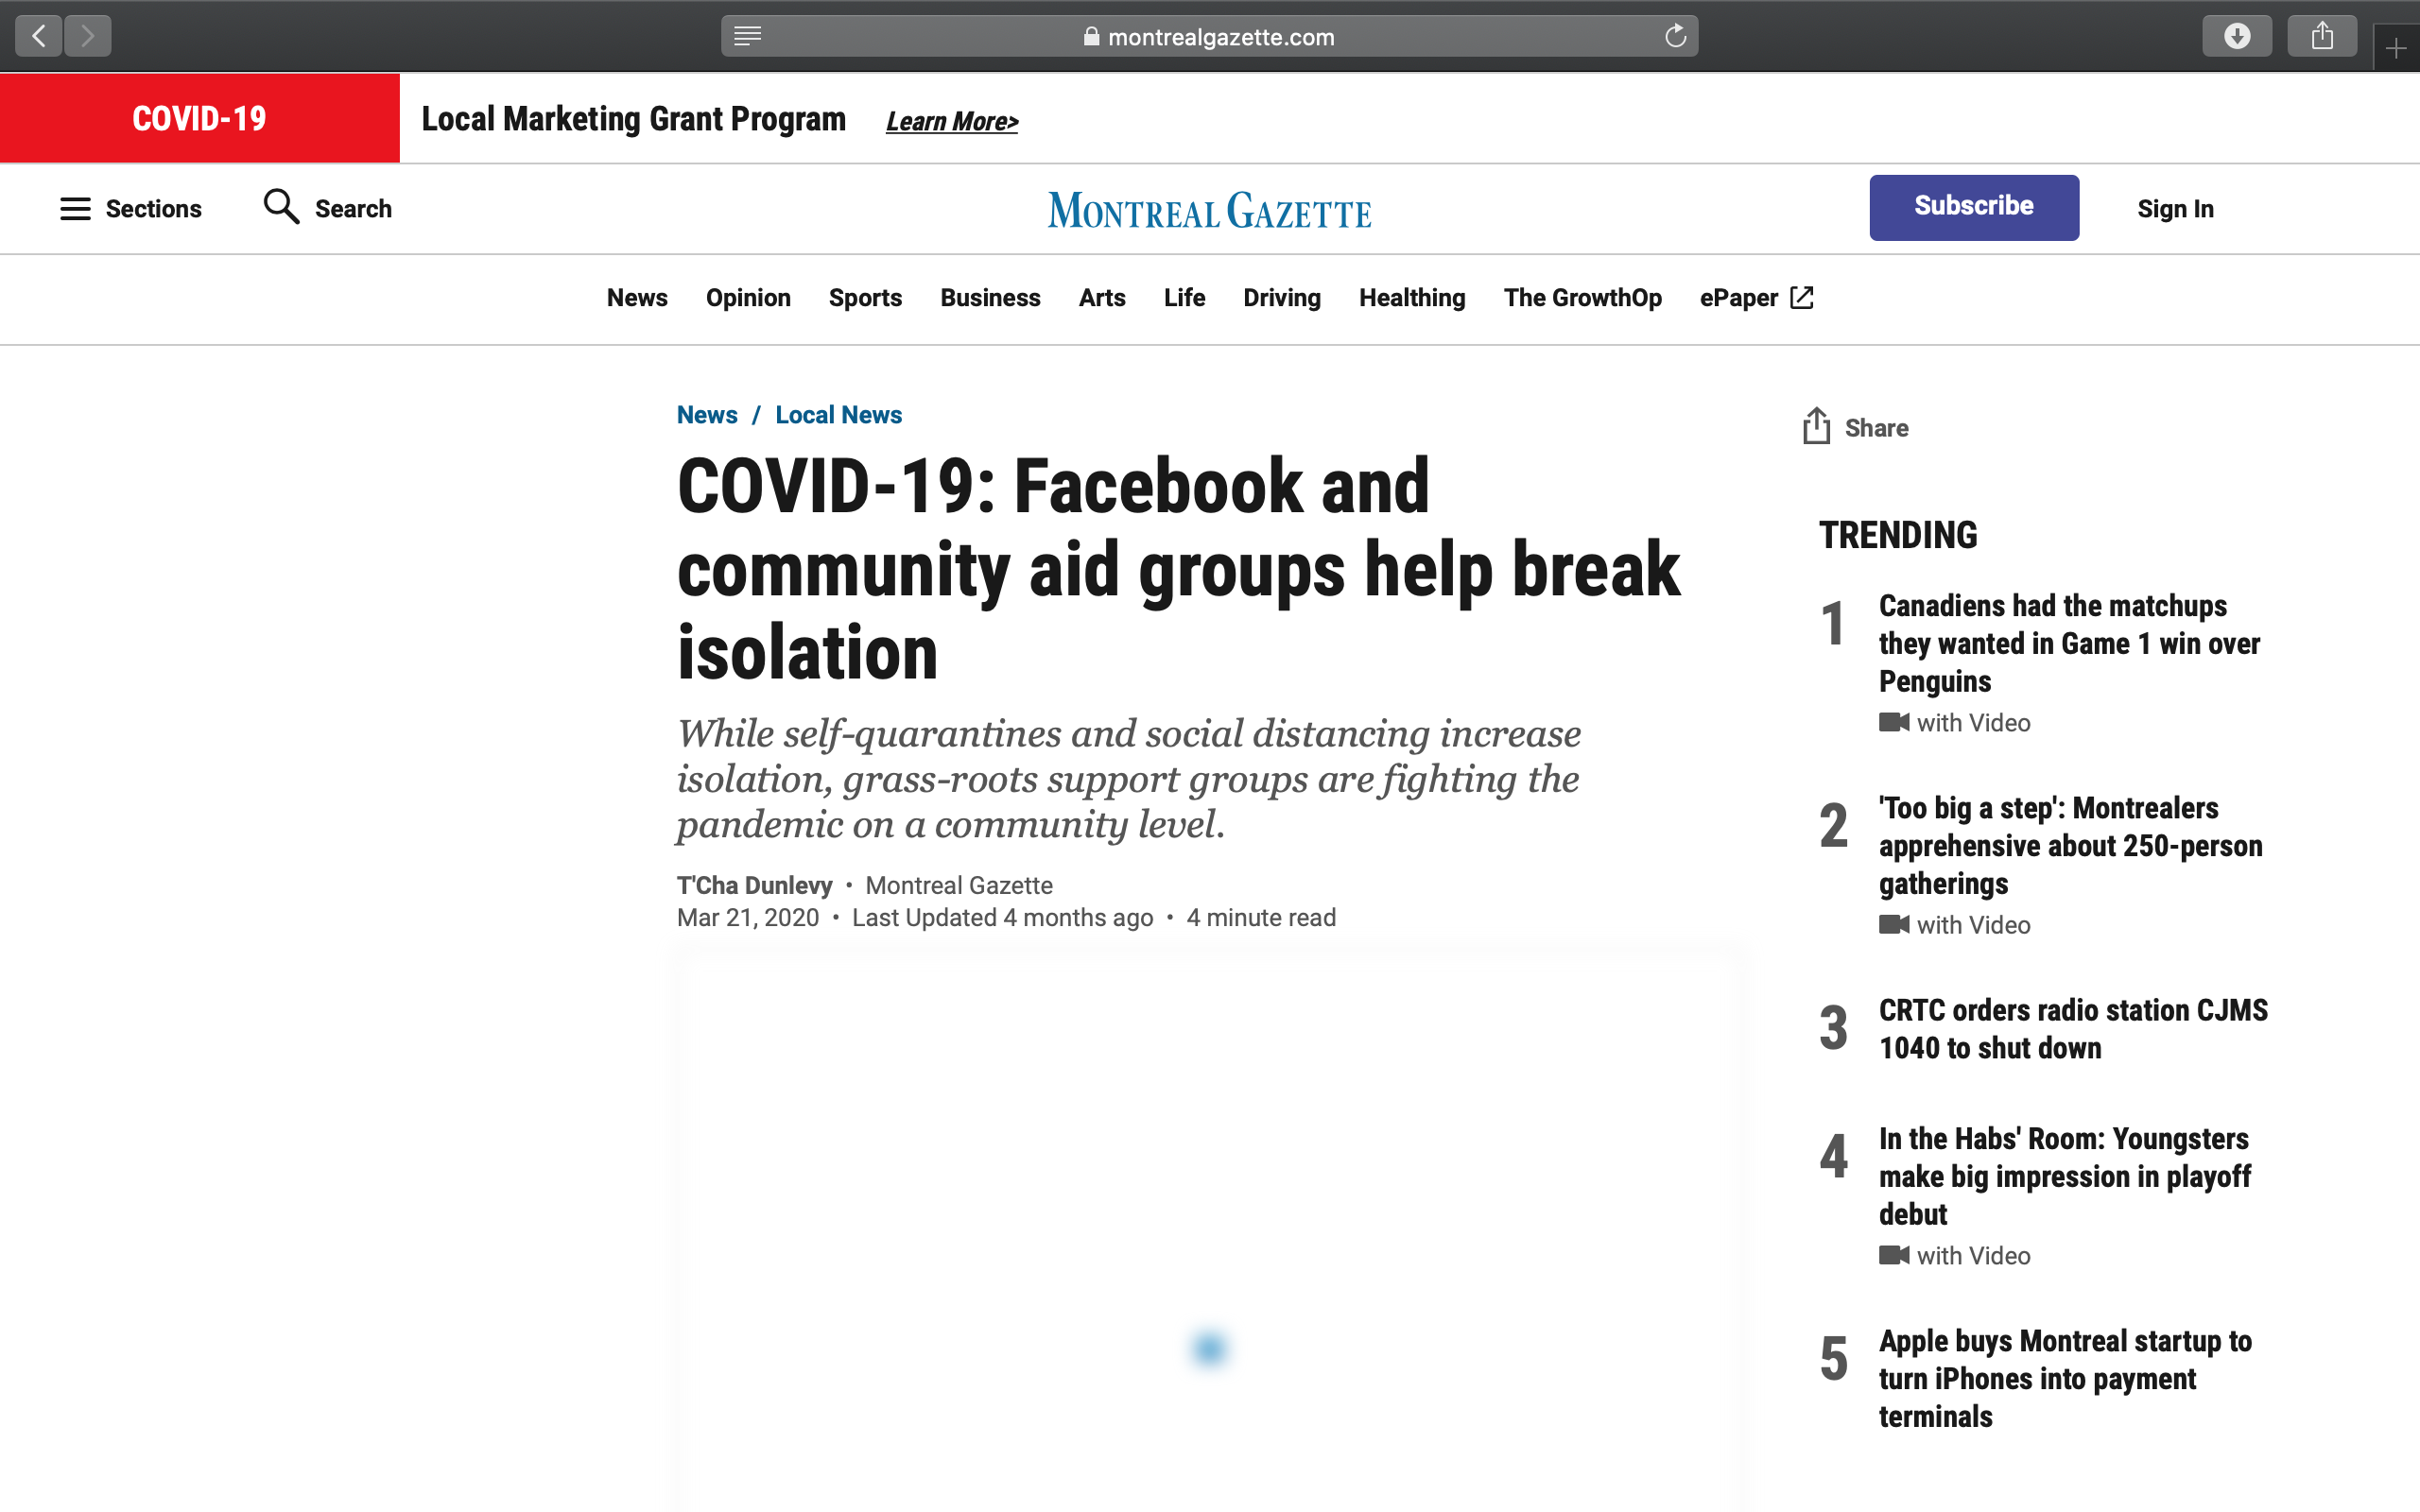 montrealgazette.com
COVID-19
Local Marketing Grant Program Learn More>
Sections Search MONTREAL GAZETTE Subscribe Sign In
News Opinion Sports Business Arts Life Driving Healthing The GrowthOp ePaper
News / Local News
COVID-19: Facebook and
community aid groups help break
isolation
While self-quarantines and social distancing increase
isolation, grass-roots support groups are fighting the
pandemic on a community level.
T'Cha Dunlevy • Montreal Gazette
Mar 21, 2020 • Last Updated 4 months ago • 4 minute read
Share
TRENDING
1 Canadiens had the matchups
they wanted in Game 1 win over
Penguins
with Video
2 'Too big a step': Montrealers
apprehensive about 250-person
gatherings
with Video
3 CRTC orders radio station CJMS
1040 to shut down
4 In the Habs' Room: Youngsters
make big impression in playoff
debut
with Video
5 Apple buys Montreal startup to
turn iPhones into payment
terminals